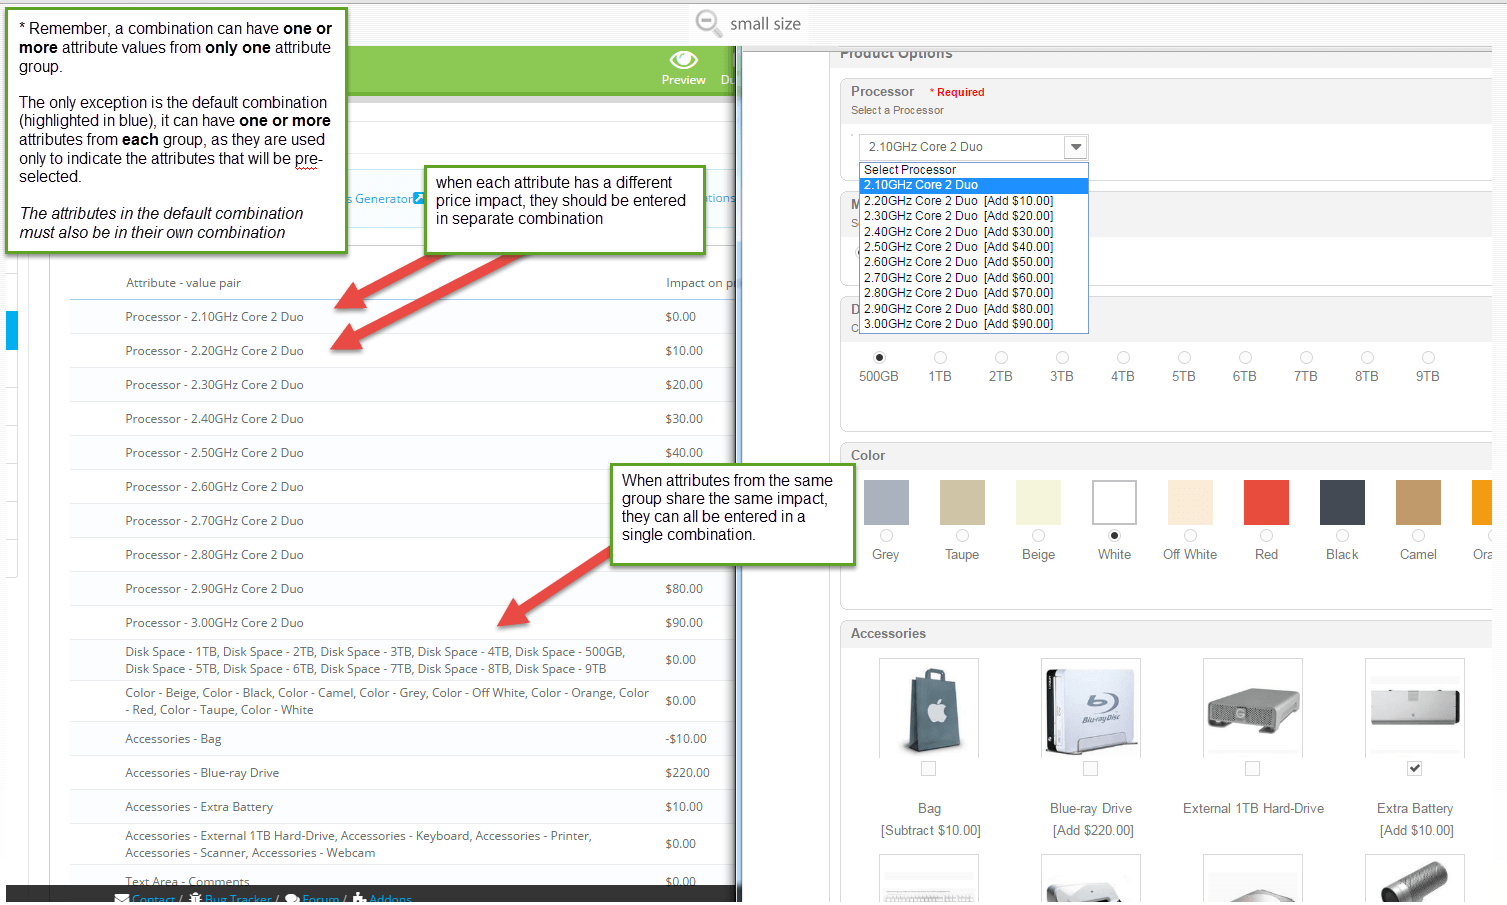 small size
* Remember, a combination can have one or
more attribute values from only one attribute
group.
The only exception is the default combination
(highlighted in blue), it can have one or more
attributes from each group, as they are used
only to indicate the attributes that will be pre-
selected.
The attributes in the default combination
must also be in their own combination
Preview
s Generator
when each attribute has a different
price impact, they should be entered
in separate combination
ations
Attribute - value pair
Impact on p
Processor - 2.10GHz Core 2 Duo
$0.00
Processor - 2.20GHz Core 2 Duo
$10.00
Processor - 2.30GHz Core 2 Duo
$20.00
Processor - 2.40GHz Core 2 Duo
$30.00
Processor - 2.50GHz Core 2 Duo
$40.00
Processor - 2.60GHz Core 2 Duo
Processor - 2.70GHz Core 2 Duo
Processor - 2.80GHz Core 2 Duo
When attributes from the same
group share the same impact,
they can all be entered in a
single combination.
Processor - 2.90GHz Core 2 Duo
$80.00
Processor - 3.00GHz Core 2 Duo
$90.00
Disk Space - 1TB, Disk Space - 2TB, Disk Space - 3TB, Disk Space - 4TB, Disk Space - 500GB,
Disk Space - 5TB, Disk Space - 6TB, Disk Space - 7TB, Disk Space - 8TB, Disk Space - 9TB
$0.00
Color - Beige, Color - Black, Color - Camel, Color - Grey, Color - Off White, Color - Orange, Color
- Red, Color - Taupe, Color - White
$0.00
Accessories - Bag
-$10.00
Accessories - Blue-ray Drive
$220.00
Accessories - Extra Battery
$10.00
Accessories - External 1TB Hard-Drive, Accessories - Keyboard, Accessories - Printer,
Accessories - Scanner, Accessories - Webcam
$0.00
Text Area - Comments
$0.00
Contact / Bug Tracker / Forum / Addons
Product Options
Processor * Required
Select a Processor
2.10GHz Core 2 Duo
Select Processor
2.10GHz Core 2 Duo
2.20GHz Core 2 Duo [Add $10.00]
2.30GHz Core 2 Duo [Add $20.00]
2.40GHz Core 2 Duo [Add $30.00]
2.50GHz Core 2 Duo [Add $40.00]
2.60GHz Core 2 Duo [Add $50.00]
2.70GHz Core 2 Duo [Add $60.00]
2.80GHz Core 2 Duo [Add $70.00]
2.90GHz Core 2 Duo [Add $80.00]
3.00GHz Core 2 Duo [Add $90.00]
500GB 1TB 2TB 3TB 4TB 5TB 6TB 7TB 8TB 9TB
Color
Grey Taupe Beige White Off White Red Black Camel Ora
Accessories
Blu-ray Disc
Bag
[Subtract $10.00]
Blue-ray Drive
[Add $220.00]
External 1TB Hard-Drive
Extra Battery
[Add $10.00]